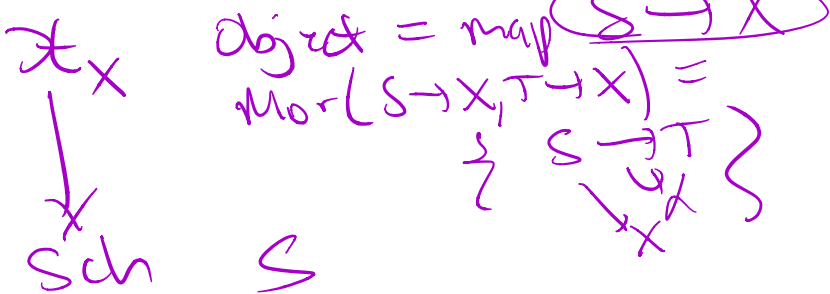 𝒳_X object = map (S → X)
Mor(S → X, T → X) =
{ S → T
↻
X }
Sch S